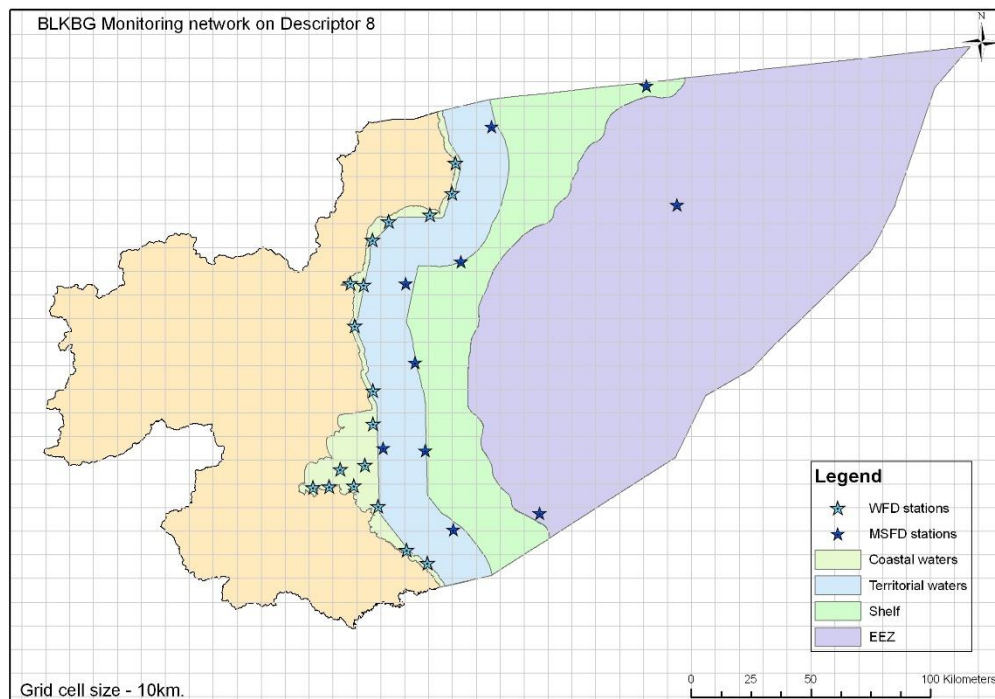 BLKBG Monitoring network on Descriptor 8
N
Legend
WFD stations
MSFD stations
Coastal waters
Territorial waters
Shelf
EEZ
Grid cell size - 10km.
0 25 50 100 Kilometers